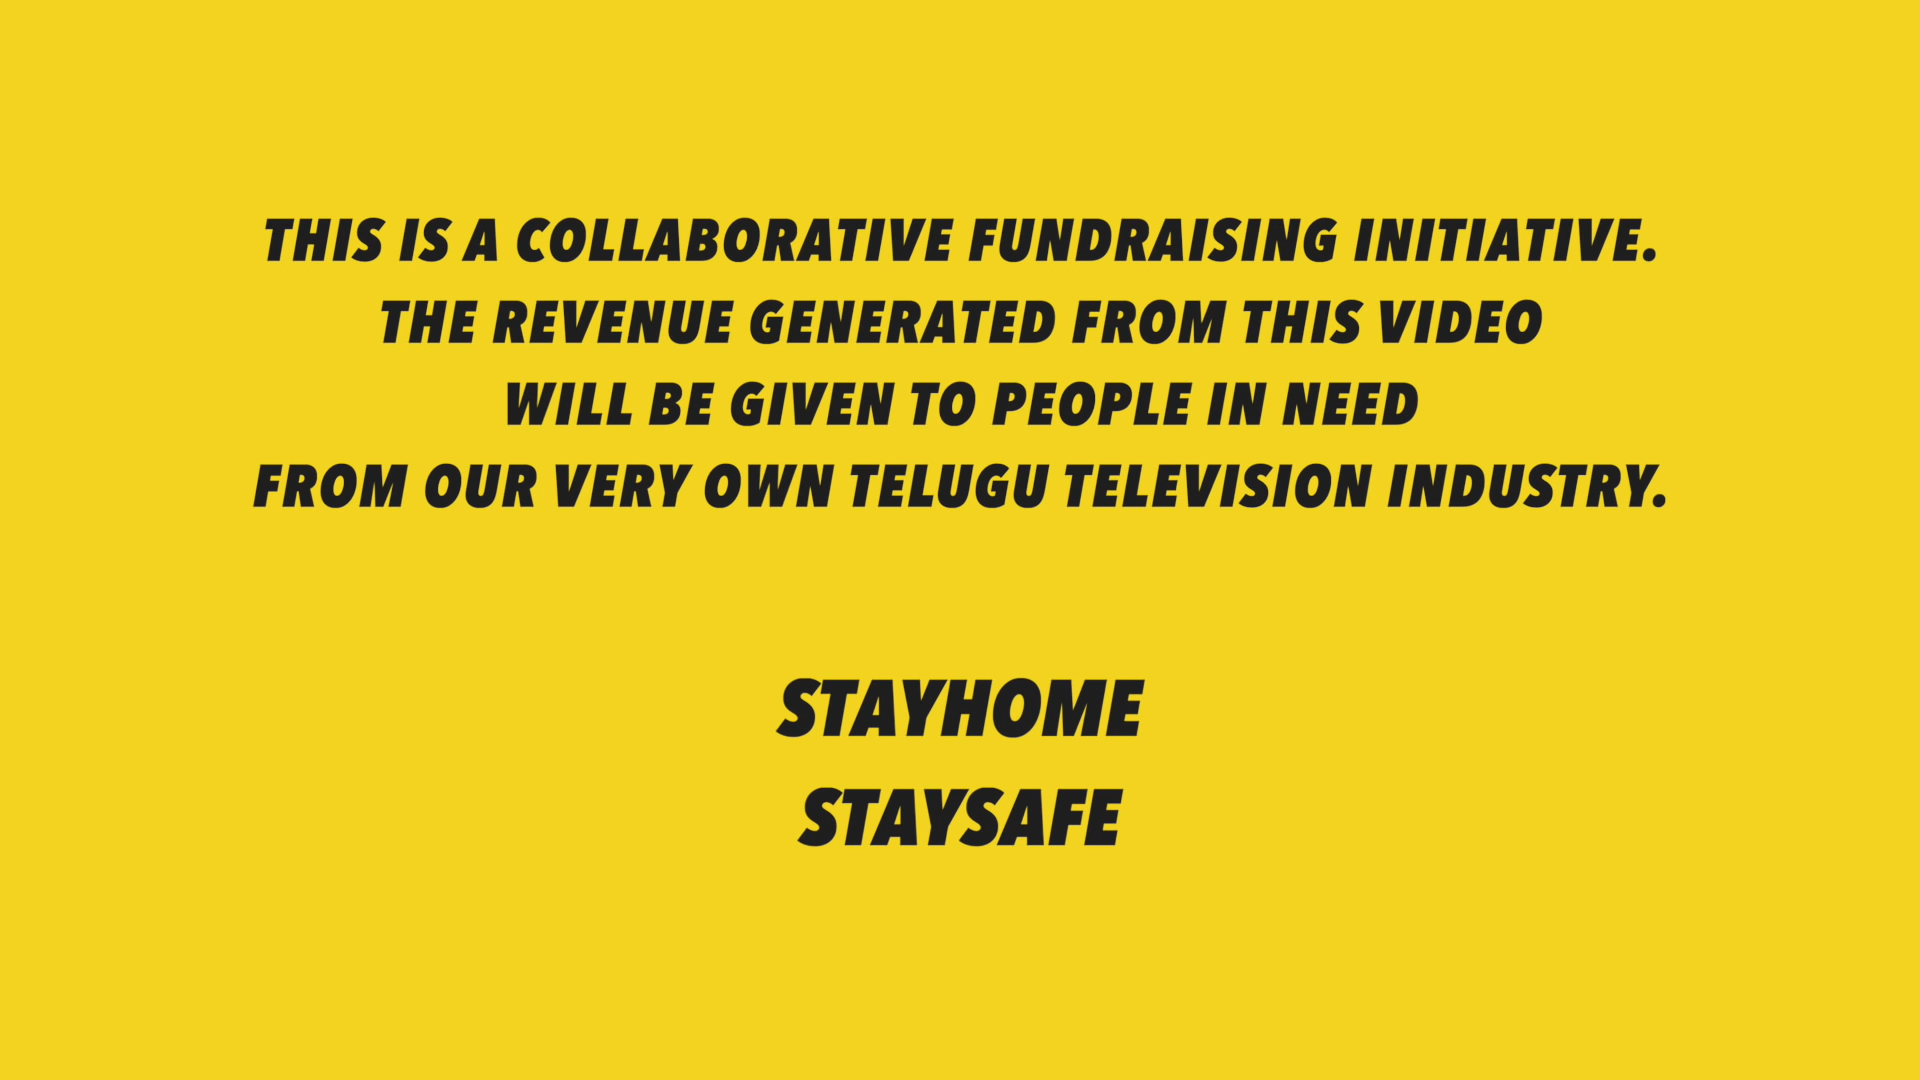 THIS IS A COLLABORATIVE FUNDRAISING INITIATIVE.
THE REVENUE GENERATED FROM THIS VIDEO
WILL BE GIVEN TO PEOPLE IN NEED
FROM OUR VERY OWN TELUGU TELEVISION INDUSTRY.
STAYHOME
STAYSAFE